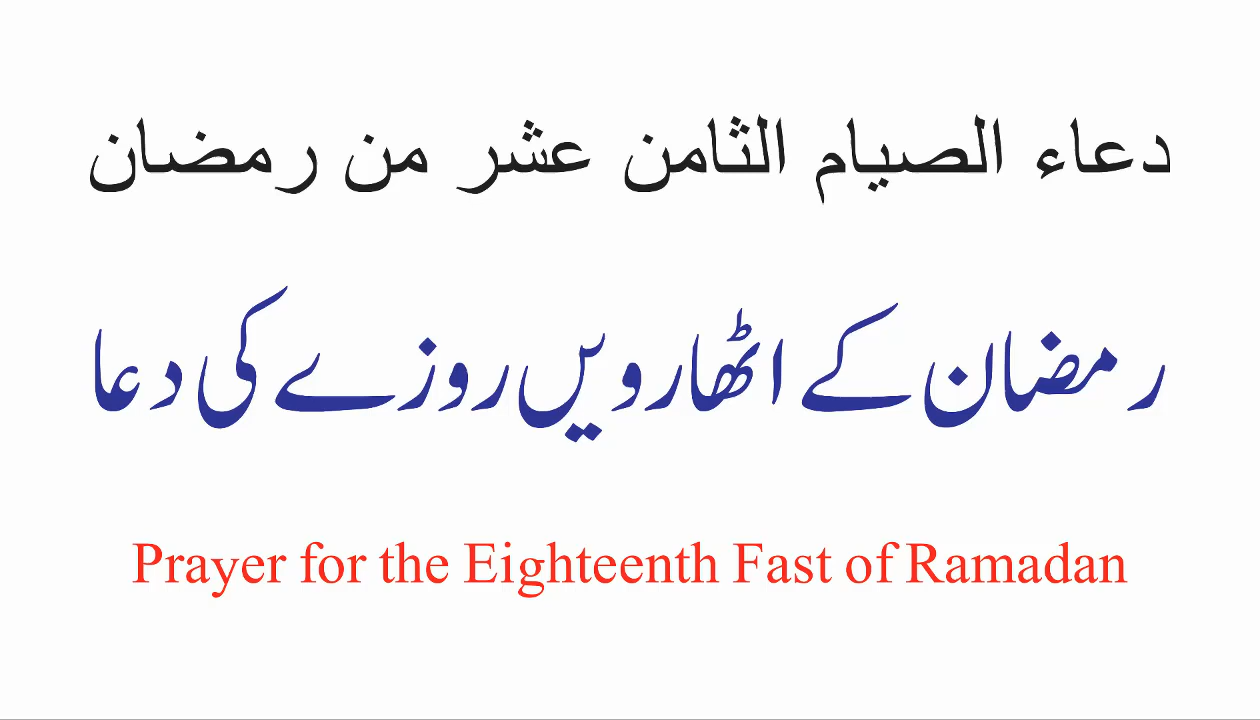 دعاء الصيام الثامن عشر من رمضان
رمضان کے اٹھارویں روزے کی دعا
Prayer for the Eighteenth Fast of Ramadan